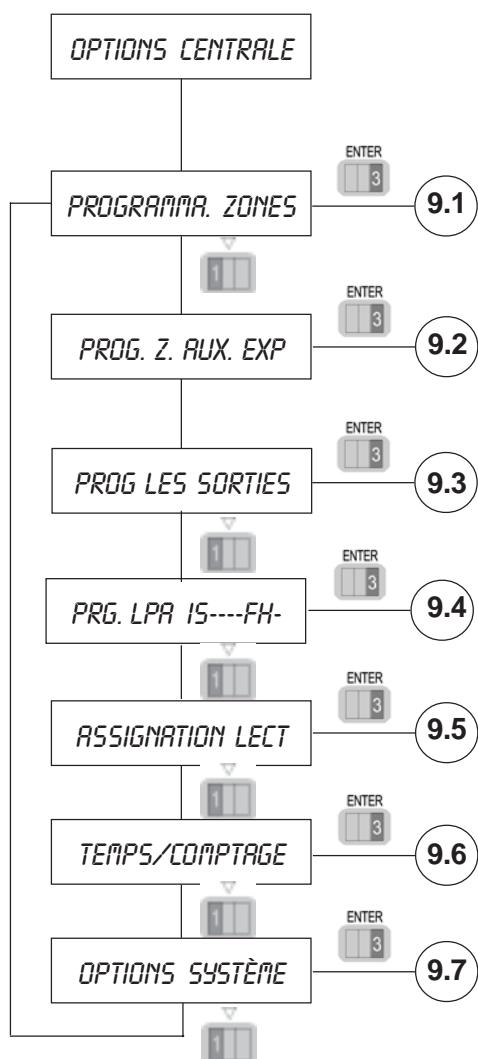 OPTIONS CENTRALE
ENTER
3
PROGRAMMA. ZONES
9.1
1
ENTER
3
PROG. Z. AUX. EXP
9.2
ENTER
3
PROG LES SORTIES
9.3
1
ENTER
3
PRG. LPA IS----FH-
9.4
1
ENTER
3
ASSIGNATION LECT
9.5
1
ENTER
3
TEMPS/COMPTAGE
9.6
1
ENTER
3
OPTIONS SYSTÈME
9.7
1